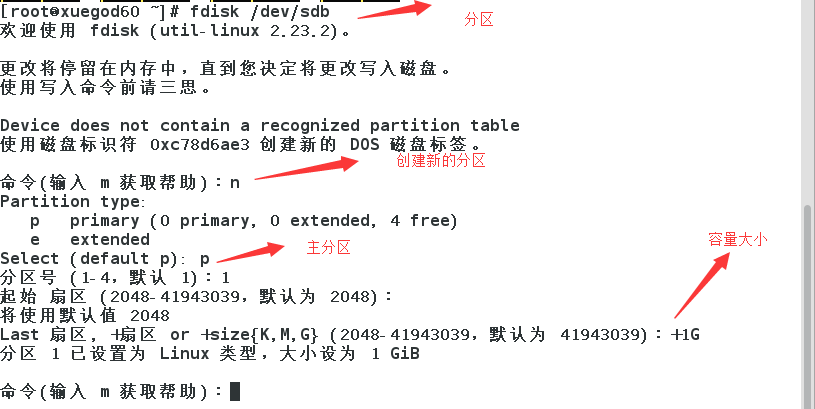 [root@xuegod60 ~]# fdisk /dev/sdb
分区
欢迎使用 fdisk (util-linux 2.23.2)。
更改将停留在内存中，直到您决定将更改写入磁盘。
使用写入命令前请三思。
Device does not contain a recognized partition table
使用磁盘标识符 0xc78d6ae3 创建新的 DOS 磁盘标签。
创建新的分区
命令(输入 m 获取帮助)：n
Partition type:
p primary (0 primary, 0 extended, 4 free)
e extended
Select (default p): p
主分区
容量大小
分区号 (1-4，默认 1)：1
起始 扇区 (2048-41943039，默认为 2048)：
将使用默认值 2048
Last 扇区, +扇区 or +size{K,M,G} (2048-41943039，默认为 41943039)：+1G
分区 1 已设置为 Linux 类型，大小设为 1 GiB
命令(输入 m 获取帮助)：